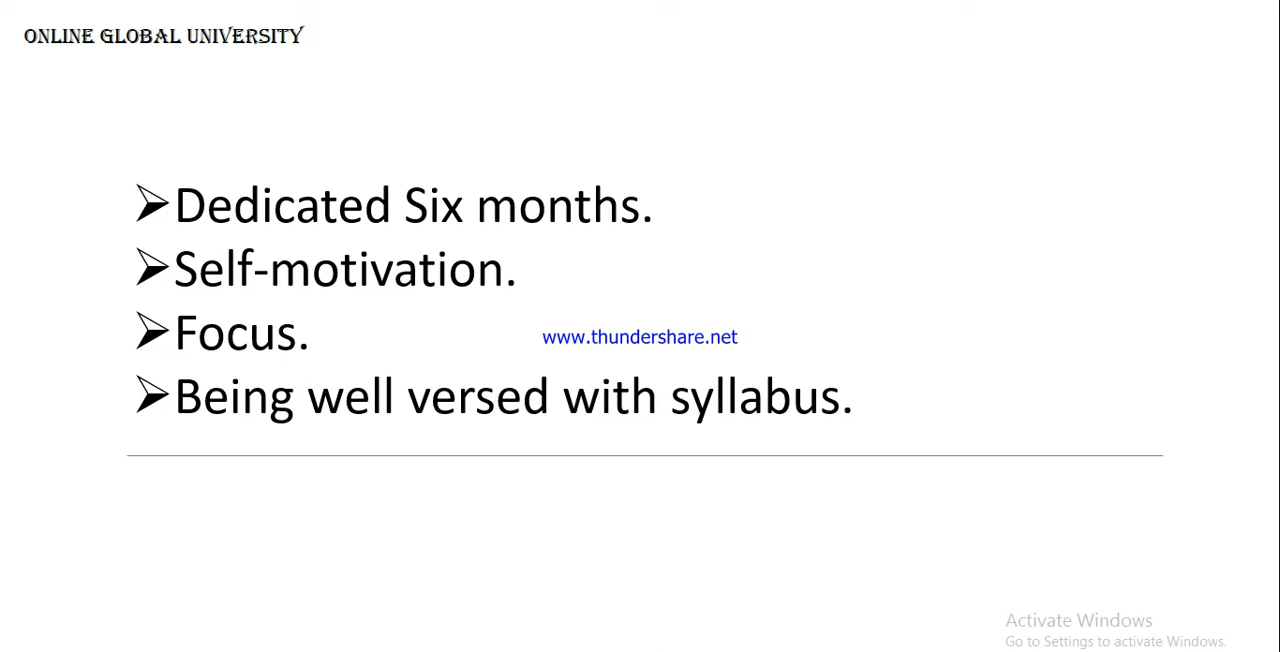 ONLINE GLOBAL UNIVERSITY
➢Dedicated Six months.
➢Self-motivation.
➢Focus.
www.thundershare.net
➢Being well versed with syllabus.
Activate Windows
Go to Settings to activate Windows.